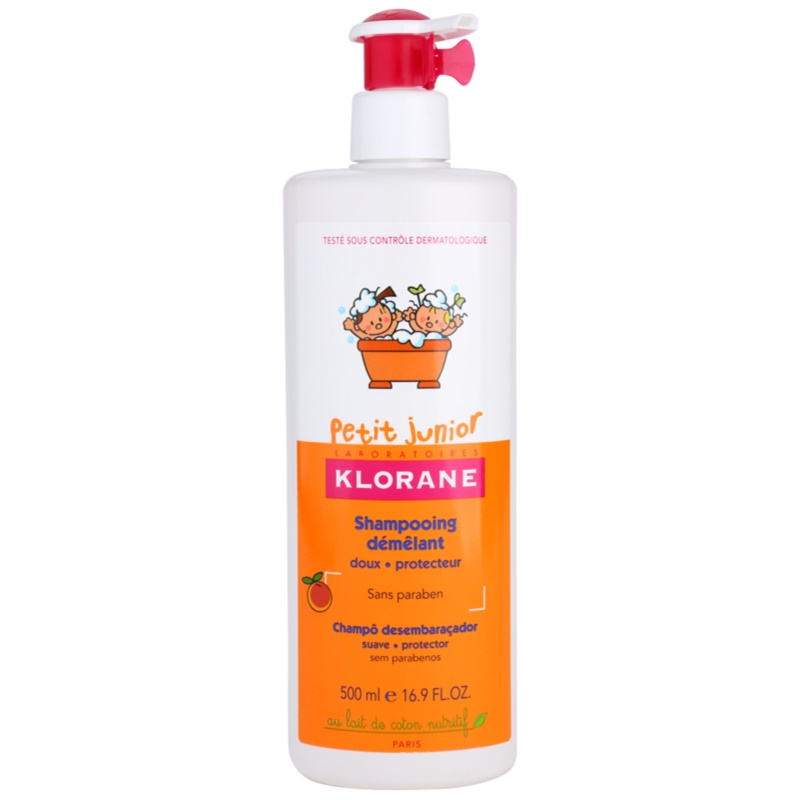 TESTÉ SOUS CONTRÔLE DERMATOLOGIQUE
Petit junior
LABORATOIRES
KLORANE
Shampooing
démêlant
doux • protecteur
Sans paraben
Champô desembaraçador
suave • protector
sem parabenos
500 ml e 16.9 FL.OZ.
au lait de coton nutritif
PARIS